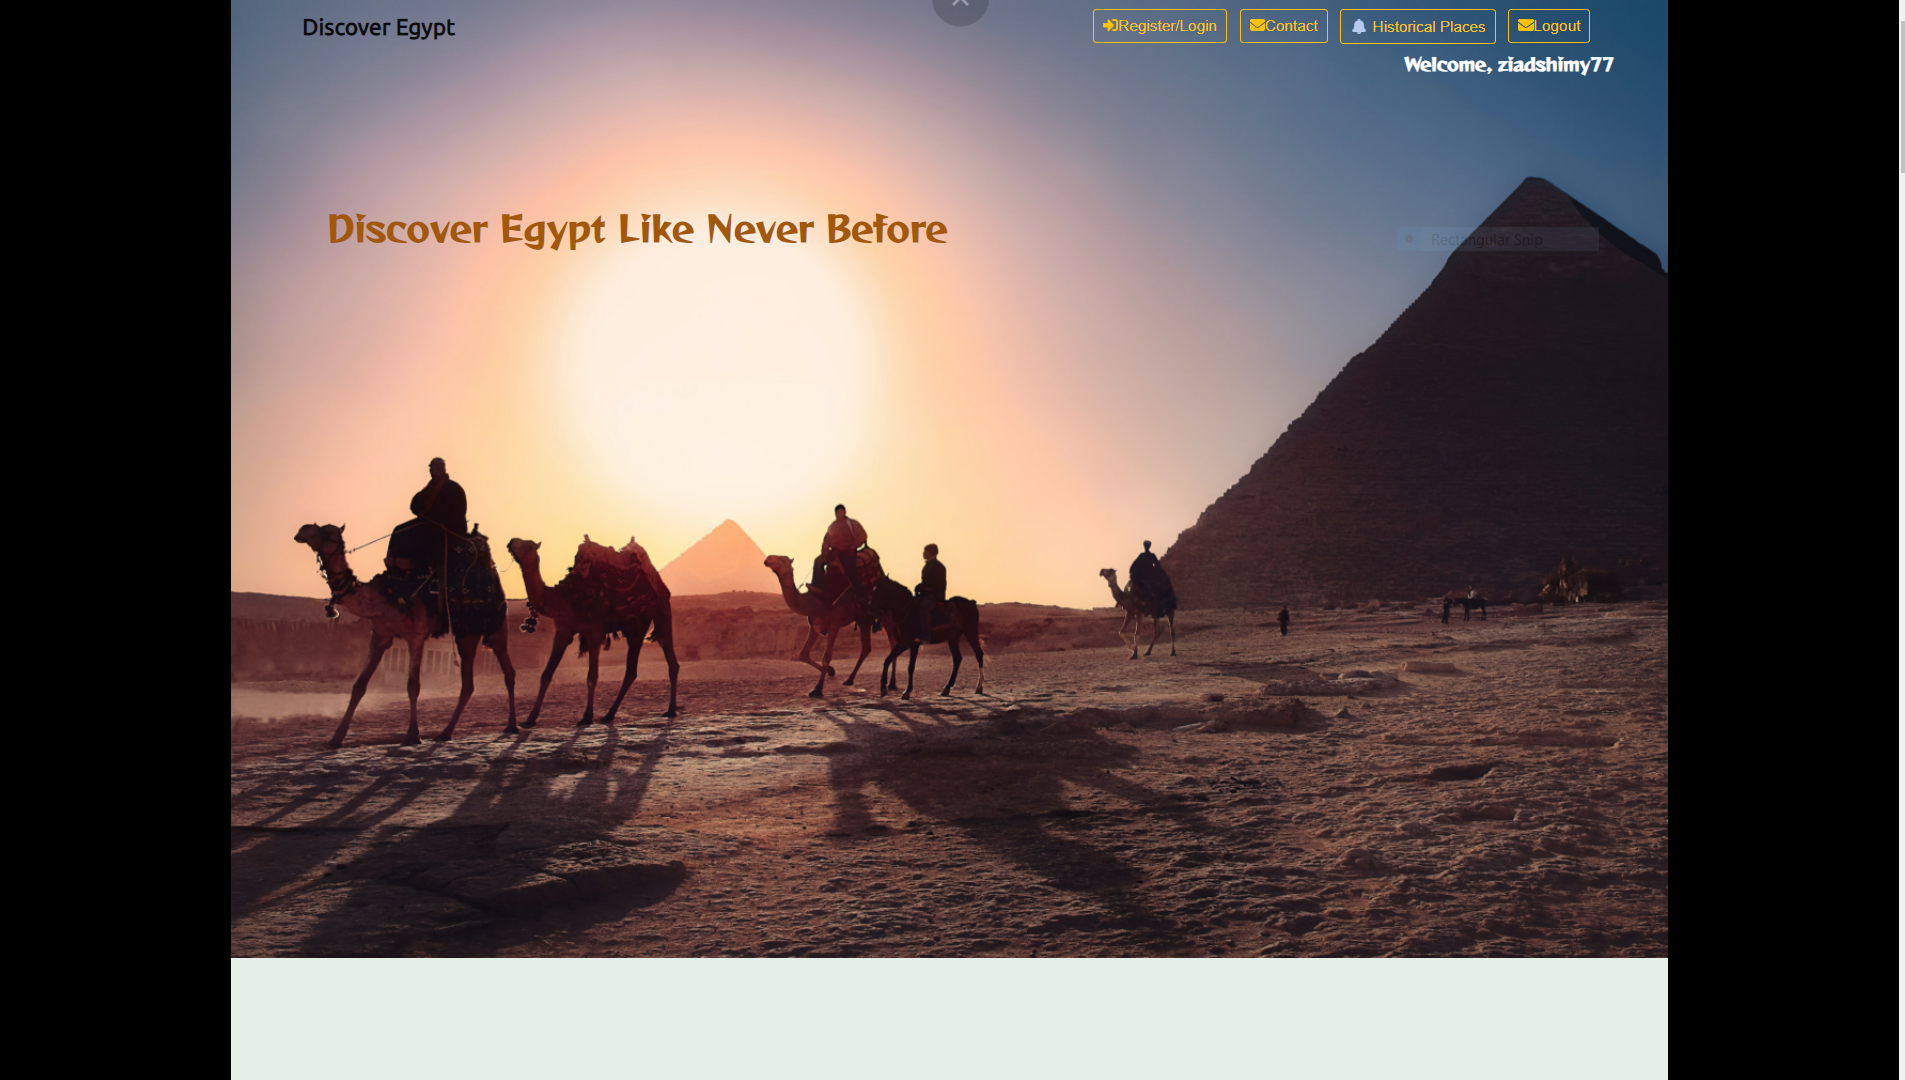 Discover Egypt
Register/Login
Contact
Historical Places
Logout
Welcome, ziadshimy77
Discover Egypt Like Never Before
Rectangular Snip